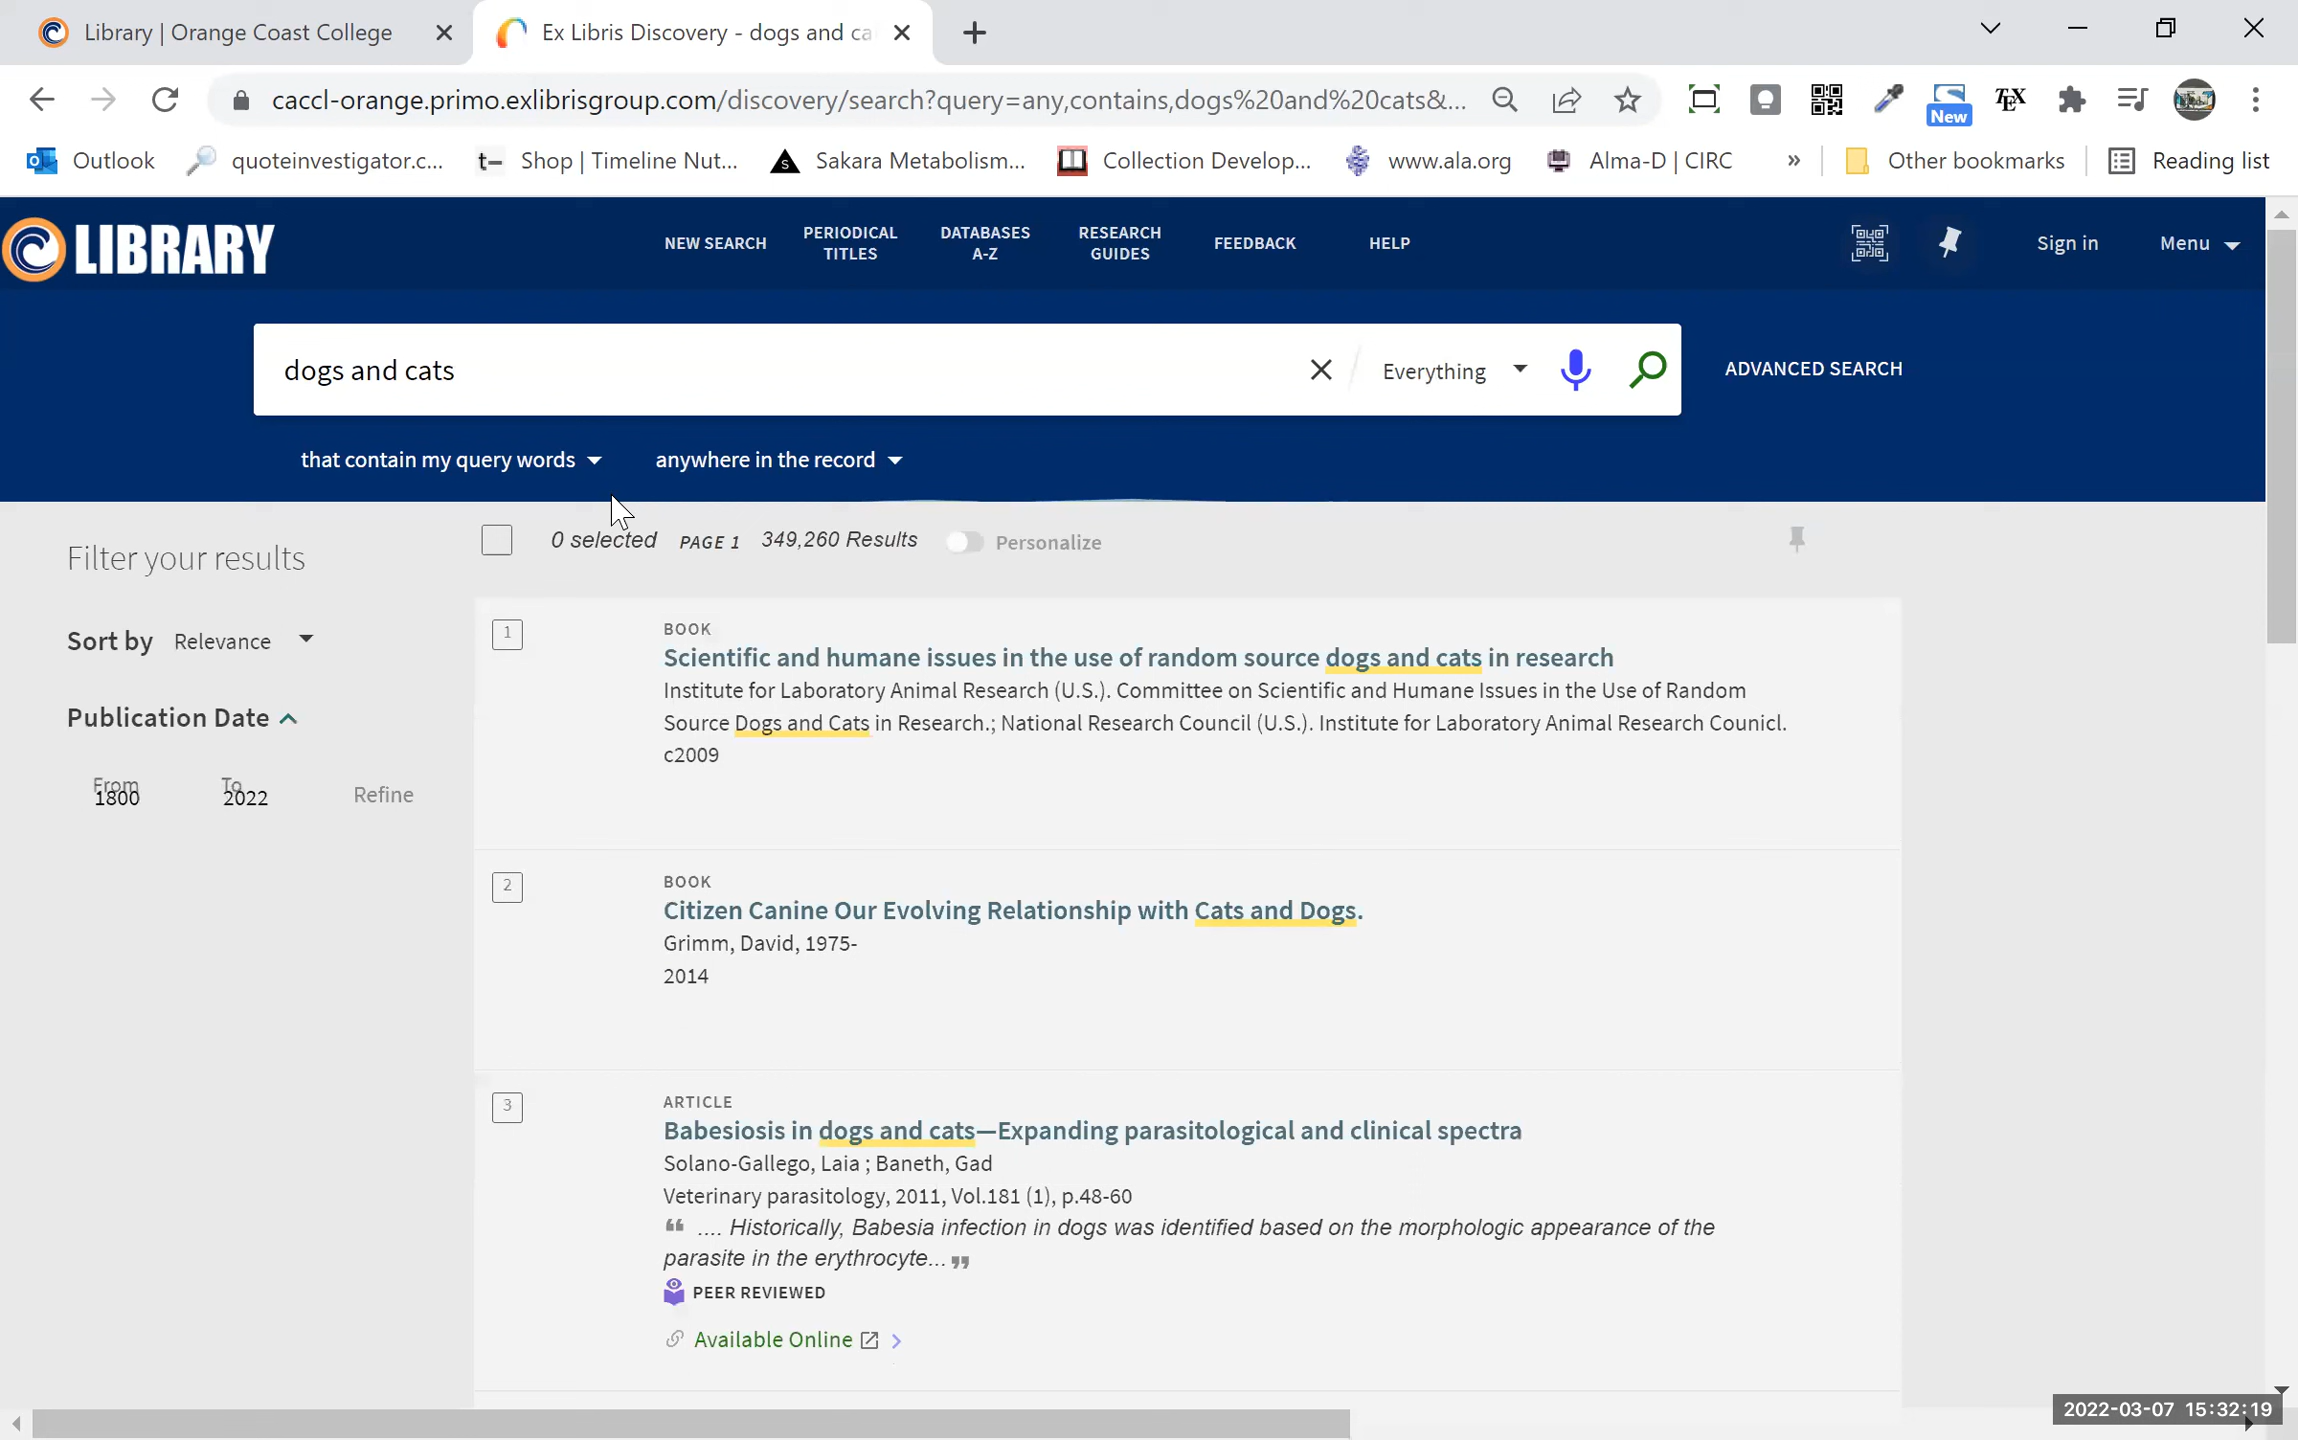 Library | Orange Coast College
Ex Libris Discovery - dogs and ca
caccl-orange.primo.exlibrisgroup.com/discovery/search?query=any,contains,dogs%20and%20cats&...
New
TEX
Outlook
quoteinvestigator.c...
t–
Shop | Timeline Nut...
Sakara Metabolism...
Collection Develop...
www.ala.org
Alma-D | CIRC
»
Other bookmarks
Reading list
LIBRARY
NEW SEARCH
PERIODICAL
TITLES
DATABASES
A-Z
RESEARCH
GUIDES
FEEDBACK
HELP
Sign in
Menu
dogs and cats
Everything
ADVANCED SEARCH
that contain my query words
anywhere in the record
Filter your results
0 selected PAGE 1 349,260 Results
Personalize
Sort by Relevance
Publication Date
From
1800
To
2022
Refine
1
BOOK
Scientific and humane issues in the use of random source dogs and cats in research
Institute for Laboratory Animal Research (U.S.). Committee on Scientific and Humane Issues in the Use of Random
Source Dogs and Cats in Research.; National Research Council (U.S.). Institute for Laboratory Animal Research Counicl.
c2009
2
BOOK
Citizen Canine Our Evolving Relationship with Cats and Dogs.
Grimm, David, 1975-
2014
3
ARTICLE
Babesiosis in dogs and cats—Expanding parasitological and clinical spectra
Solano-Gallego, Laia ; Baneth, Gad
Veterinary parasitology, 2011, Vol.181 (1), p.48-60
“ .... Historically, Babesia infection in dogs was identified based on the morphologic appearance of the
parasite in the erythrocyte... ”
PEER REVIEWED
Available Online
2022-03-07 15:32:19